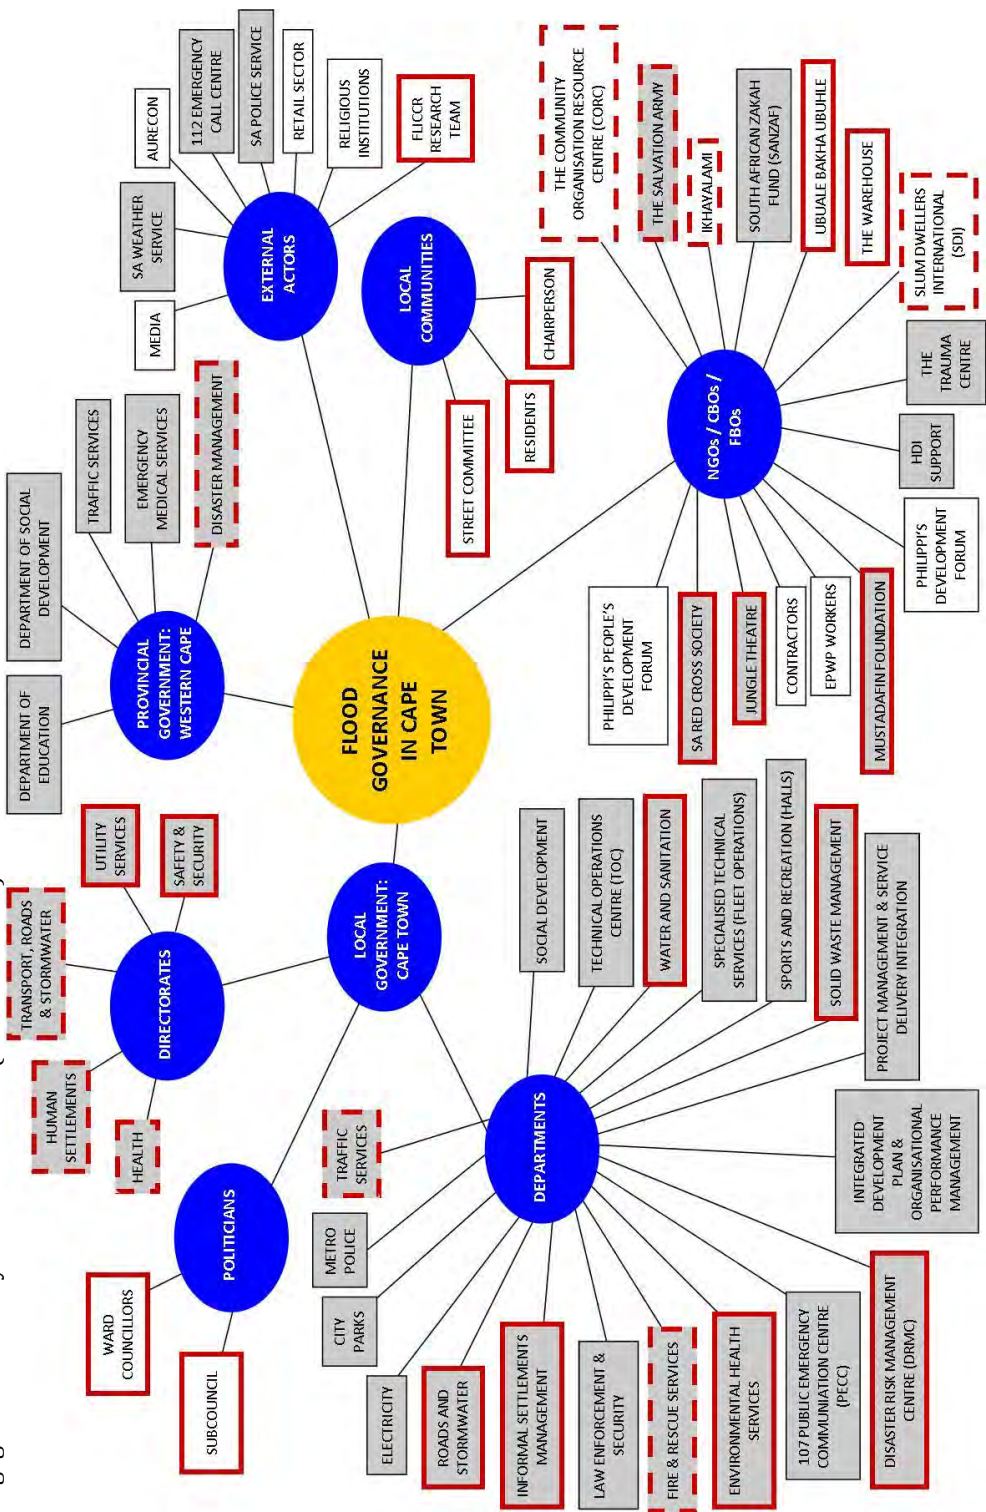 WARD
COUNCILLORS
SUBCOUNCIL
POLITICIANS
HUMAN
SETTLEMENTS
HEALTH
TRANSPORT, ROADS
& STORMWATER
UTILITY
SERVICES
SAFETY &
SECURITY
DIRECTORATES
LOCAL
GOVERNMENT:
CAPE TOWN
DEPARTMENT OF
EDUCATION
DEPARTMENT OF SOCIAL
DEVELOPMENT
TRAFFIC SERVICES
EMERGENCY
MEDICAL SERVICES
DISASTER MANAGEMENT
PROVINCIAL
GOVERNMENT:
WESTERN CAPE
FLOOD
GOVERNANCE
IN CAPE
TOWN
MEDIA
SA WEATHER
SERVICE
AURECON
112 EMERGENCY
CALL CENTRE
SA POLICE SERVICE
RETAIL SECTOR
RELIGIOUS
INSTITUTIONS
FLICCR
RESEARCH
TEAM
EXTERNAL
ACTORS
LOCAL
COMMUNITIES
STREET COMMITTEE
RESIDENTS
CHAIRPERSON
ELECTRICITY
CITY
PARKS
METRO
POLICE
TRAFFIC
SERVICES
ROADS AND
STORMWATER
INFORMAL SETTLEMENTS
MANAGEMENT
LAW ENFORCEMENT &
SECURITY
FIRE & RESCUE SERVICES
ENVIRONMENTAL HEALTH
SERVICES
107 PUBLIC EMERGENCY
COMMUNIATION CENTRE
(PECC)
DISASTER RISK MANAGEMENT
CENTRE (DRMC)
DEPARTMENTS
SOCIAL DEVELOPMENT
TECHNICAL OPERATIONS
CENTRE (TOC)
WATER AND SANITATION
SPECIALISED TECHNICAL
SERVICES (FLEET OPERATIONS)
SPORTS AND RECREATION (HALLS)
SOLID WASTE MANAGEMENT
PROJECT MANAGEMENT & SERVICE
DELIVERY INTEGRATION
INTEGRATED
DEVELOPMENT
PLAN &
ORGANISATIONAL
PERFORMANCE
MANAGEMENT
PHILIPPI'S PEOPLE'S
DEVELOPMENT
FORUM
SA RED CROSS SOCIETY
JUNGLE THEATRE
CONTRACTORS
EPWP WORKERS
MUSTADAFIN FOUNDATION
PHILIPPI'S
DEVELOPMENT
FORUM
HDI
SUPPORT
THE
TRAUMA
CENTRE
NGOs / CBOs /
FBOs
THE COMMUNITY
ORGANISATION RESOURCE
CENTRE (CORC)
THE SALVATION ARMY
IKHAYALAMI
SOUTH AFRICAN ZAKAH
FUND (SANZAF)
UBUALE BAKHA UBUHLE
THE WAREHOUSE
SLUM DWELLERS
INTERNATIONAL
(SDI)